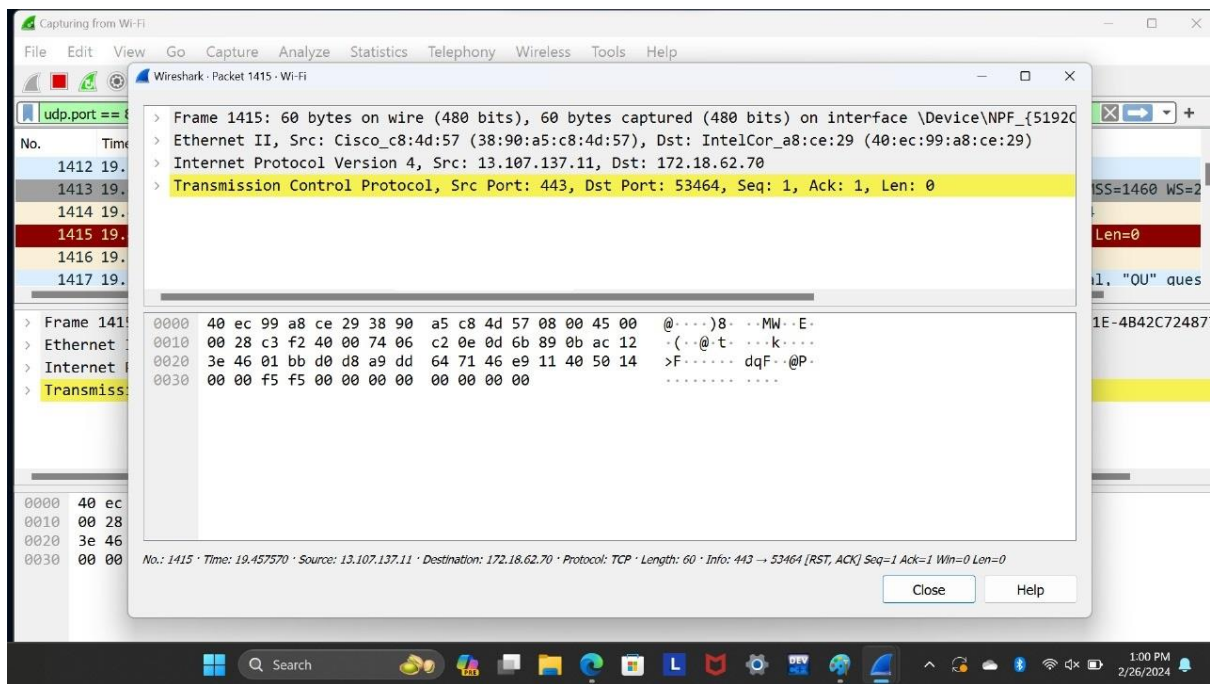 Capturing from Wi-Fi
File Edit View Go Capture Analyze Statistics Telephony Wireless Tools Help
Wireshark · Packet 1415 · Wi-Fi
udp.port == 8
No. Time
1412 19.
1413 19. MSS=1460 WS=2
1414 19.
1415 19. Len=0
1416 19.
1417 19. "QU" ques
> Frame 1415: 60 bytes on wire (480 bits), 60 bytes captured (480 bits) on interface \Device\NPF_{5192C
> Ethernet II, Src: Cisco_c8:4d:57 (38:90:a5:c8:4d:57), Dst: IntelCor_a8:ce:29 (40:ec:99:a8:ce:29)
> Internet Protocol Version 4, Src: 13.107.137.11, Dst: 172.18.62.70
> Transmission Control Protocol, Src Port: 443, Dst Port: 53464, Seq: 1, Ack: 1, Len: 0
0000 40 ec 99 a8 ce 29 38 90 a5 c8 4d 57 08 00 45 00 @····)8· ··MW··E·
0010 00 28 c3 f2 40 00 74 06 c2 0e 0d 6b 89 0b ac 12 ·(··@·t· ···k····
0020 3e 46 01 bb d0 d8 a9 dd 64 71 46 e9 11 40 50 14 >F······ dqF··@P·
0030 00 00 f5 f5 00 00 00 00 00 00 00 00 ········ ····
No.: 1415 · Time: 19.457570 · Source: 13.107.137.11 · Destination: 172.18.62.70 · Protocol: TCP · Length: 60 · Info: 443 → 53464 [RST, ACK] Seq=1 Ack=1 Win=0 Len=0
Close Help
> Frame 141 1E-4B42C7248
> Ethernet
> Internet
> Transmiss
0000 40 ec
0010 00 28
0020 3e 46
0030 00 00
Search PRE L DEV
1:00 PM
2/26/2024